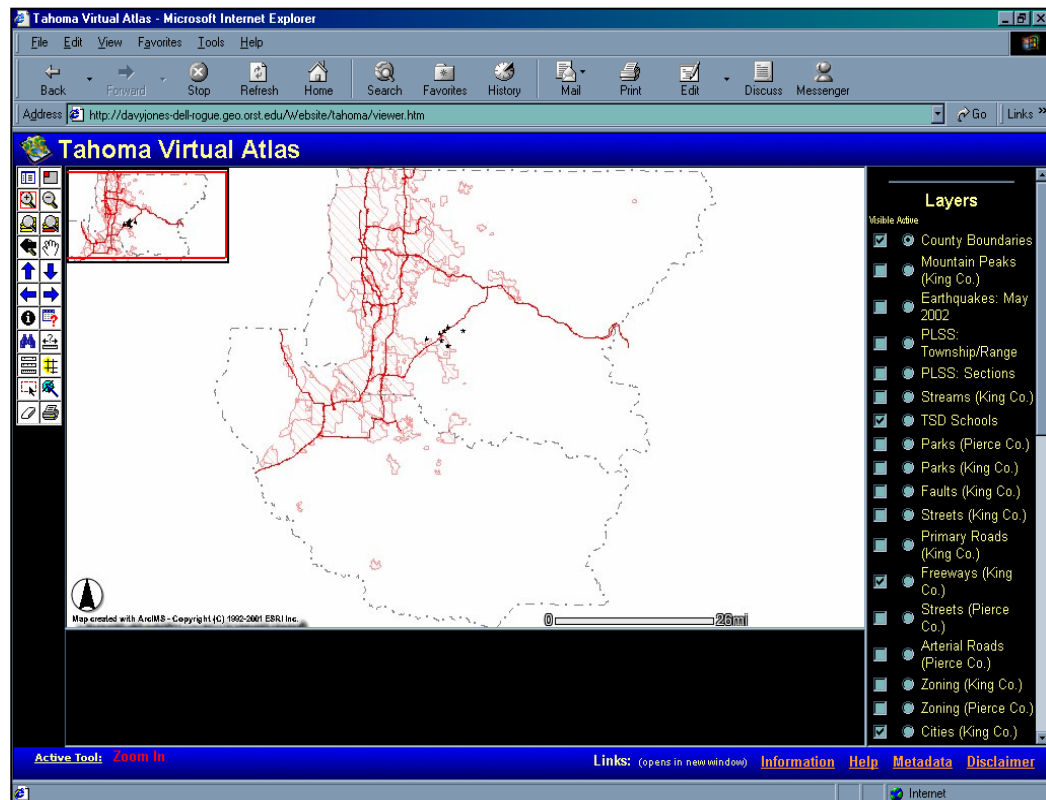 Tahoma Virtual Atlas - Microsoft Internet Explorer
File Edit View Favorites Tools Help
Back Forward Stop Refresh Home Search Favorites History Mail Print Edit Discuss Messenger
Address http://davyjones-dell-rogue.geo.orst.edu/Website/tahoma/viewer.htm Go Links »
Tahoma Virtual Atlas
Layers
Visible Active
County Boundaries
Mountain Peaks
(King Co.)
Earthquakes: May
2002
PLSS:
Township/Range
PLSS: Sections
Streams (King Co.)
TSD Schools
Parks (Pierce Co.)
Parks (King Co.)
Faults (King Co.)
Streets (King Co.)
Primary Roads
(King Co.)
Freeways (King
Co.)
Streets (Pierce
Co.)
Arterial Roads
(Pierce Co.)
Zoning (King Co.)
Zoning (Pierce Co.)
Cities (King Co.)
Map created with ArcIMS - Copyright (C) 1992-2001 ESRI Inc.
0 26mi
Active Tool: Zoom In
Links: (opens in new window) Information Help Metadata Disclaimer
Internet